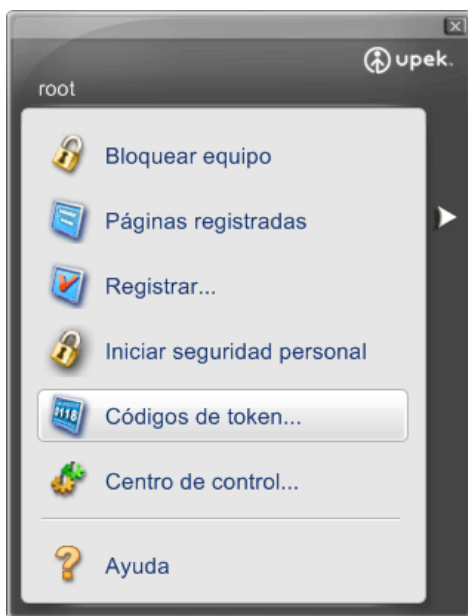 upek
root
Bloquear equipo
Páginas registradas
Registrar...
Iniciar seguridad personal
Códigos de token...
Centro de control...
Ayuda